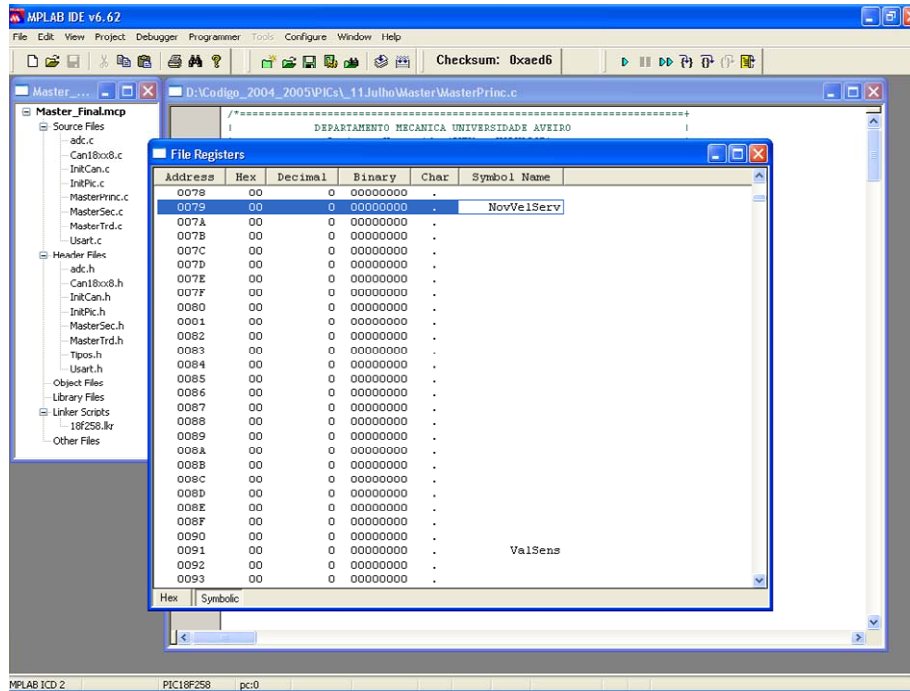 MPLAB IDE v6.62
File Edit View Project Debugger Programmer Tools Configure Window Help
Checksum: 0xaed6
Master_...
D:\Codigo_2004_2005\PICs\_11Julho\Master\MasterPrinc.c
Master_Final.mcp
Source Files
adc.c
Can18xx8.c
InitCan.c
InitPic.c
MasterPrinc.c
MasterSec.c
MasterTrd.c
Usart.c
Header Files
adc.h
Can18xx8.h
InitCan.h
InitPic.h
MasterSec.h
MasterTrd.h
Tipos.h
Usart.h
Object Files
Library Files
Linker Scripts
18f258.lkr
Other Files
DEPARTAMENTO MECANICA UNIVERSIDADE AVEIRO
File Registers
Address Hex Decimal Binary Char Symbol Name
0078 00 0 00000000 .
0079 00 0 00000000 . NovVelServ
007A 00 0 00000000 .
007B 00 0 00000000 .
007C 00 0 00000000 .
007D 00 0 00000000 .
007E 00 0 00000000 .
007F 00 0 00000000 .
0080 00 0 00000000 .
0001 00 0 00000000 .
0082 00 0 00000000 .
0083 00 0 00000000 .
0084 00 0 00000000 .
0085 00 0 00000000 .
0086 00 0 00000000 .
0087 00 0 00000000 .
0088 00 0 00000000 .
0089 00 0 00000000 .
008A 00 0 00000000 .
008B 00 0 00000000 .
008C 00 0 00000000 .
008D 00 0 00000000 .
008E 00 0 00000000 .
008F 00 0 00000000 .
0090 00 0 00000000 .
0091 00 0 00000000 . ValSens
0092 00 0 00000000 .
0093 00 0 00000000 .
Hex Symbolic
MPLAB ICD 2 PIC18F258 pc:0